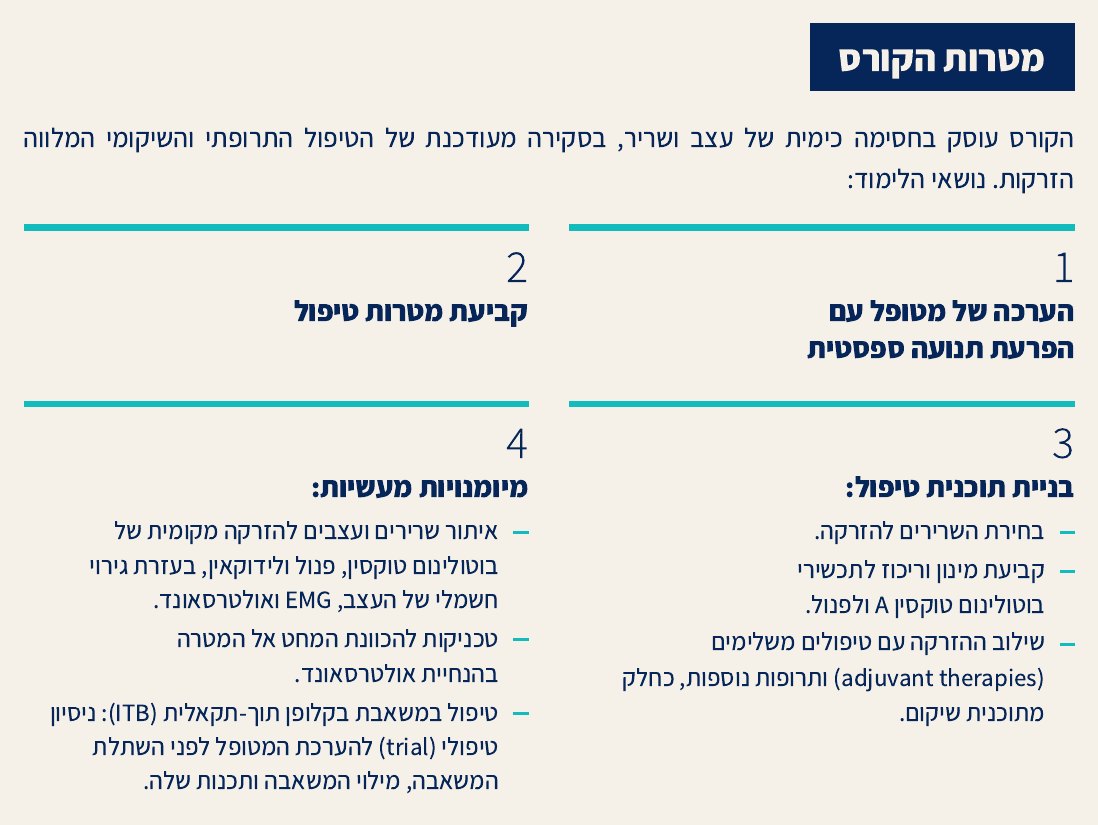 מטרות הקורס
הקורס עוסק בחסימה כימית של עצב ושריר, בסקירה מעודכנת של הטיפול התרופתי והשיקומי המלווה
הזרקות. נושאי הלימוד:
1
הערכה של מטופל עם
הפרעת תנועה ספסטית
2
קביעת מטרות טיפול
3
בניית תוכנית טיפול:
– בחירת השרירים להזרקה.
– קביעת מינון וריכוז לתכשירי
בוטולינום טוקסין A ולפנול.
– שילוב ההזרקה עם טיפולים משלימים
(adjuvant therapies) ותרופות נוספות, כחלק
מתוכנית שיקום.
4
מיומנויות מעשיות:
– איתור שרירים ועצבים להזרקה מקומית של
בוטולינום טוקסין, פנול ולידוקאין, בעזרת גירוי
חשמלי של העצב, EMG ואולטרסאונד.
– טכניקות להכוונת המחט אל המטרה
בהנחיית אולטרסאונד.
– טיפול במשאבת בקלופן תוך-תקאלית (ITB): ניסיון
טיפולי (trial) להערכת המטופל לפני השתלת
המשאבה, מילוי המשאבה ותכנות שלה.